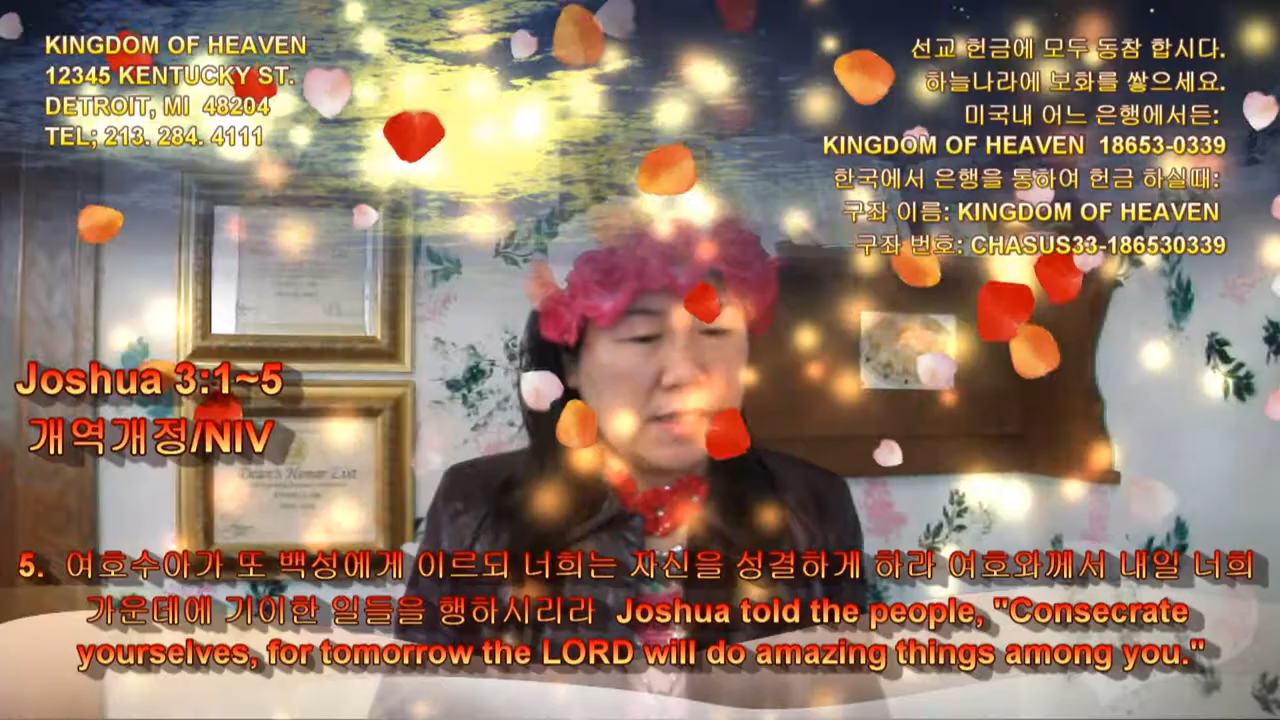 KINGDOM OF HEAVEN
12345 KENTUCKY ST.
DETROIT, MI 48204
TEL; 213. 284. 4111
선교 헌금에 모두 동참 합시다.
하늘나라에 보화를 쌓으세요.
미국내 어느 은행에서든:
KINGDOM OF HEAVEN 18653-0339
한국에서 은행을 통하여 헌금 하실때:
구좌 이름: KINGDOM OF HEAVEN
구좌 번호: CHASUS33-186530339
Joshua 3:1~5
개역개정/NIV
Dean's Honor List
5. 여호수아가 또 백성에게 이르되 너희는 자신을 성결하게 하라 여호와께서 내일 너희
가운데에 기이한 일들을 행하시리라 Joshua told the people, "Consecrate
yourselves, for tomorrow the LORD will do amazing things among you."